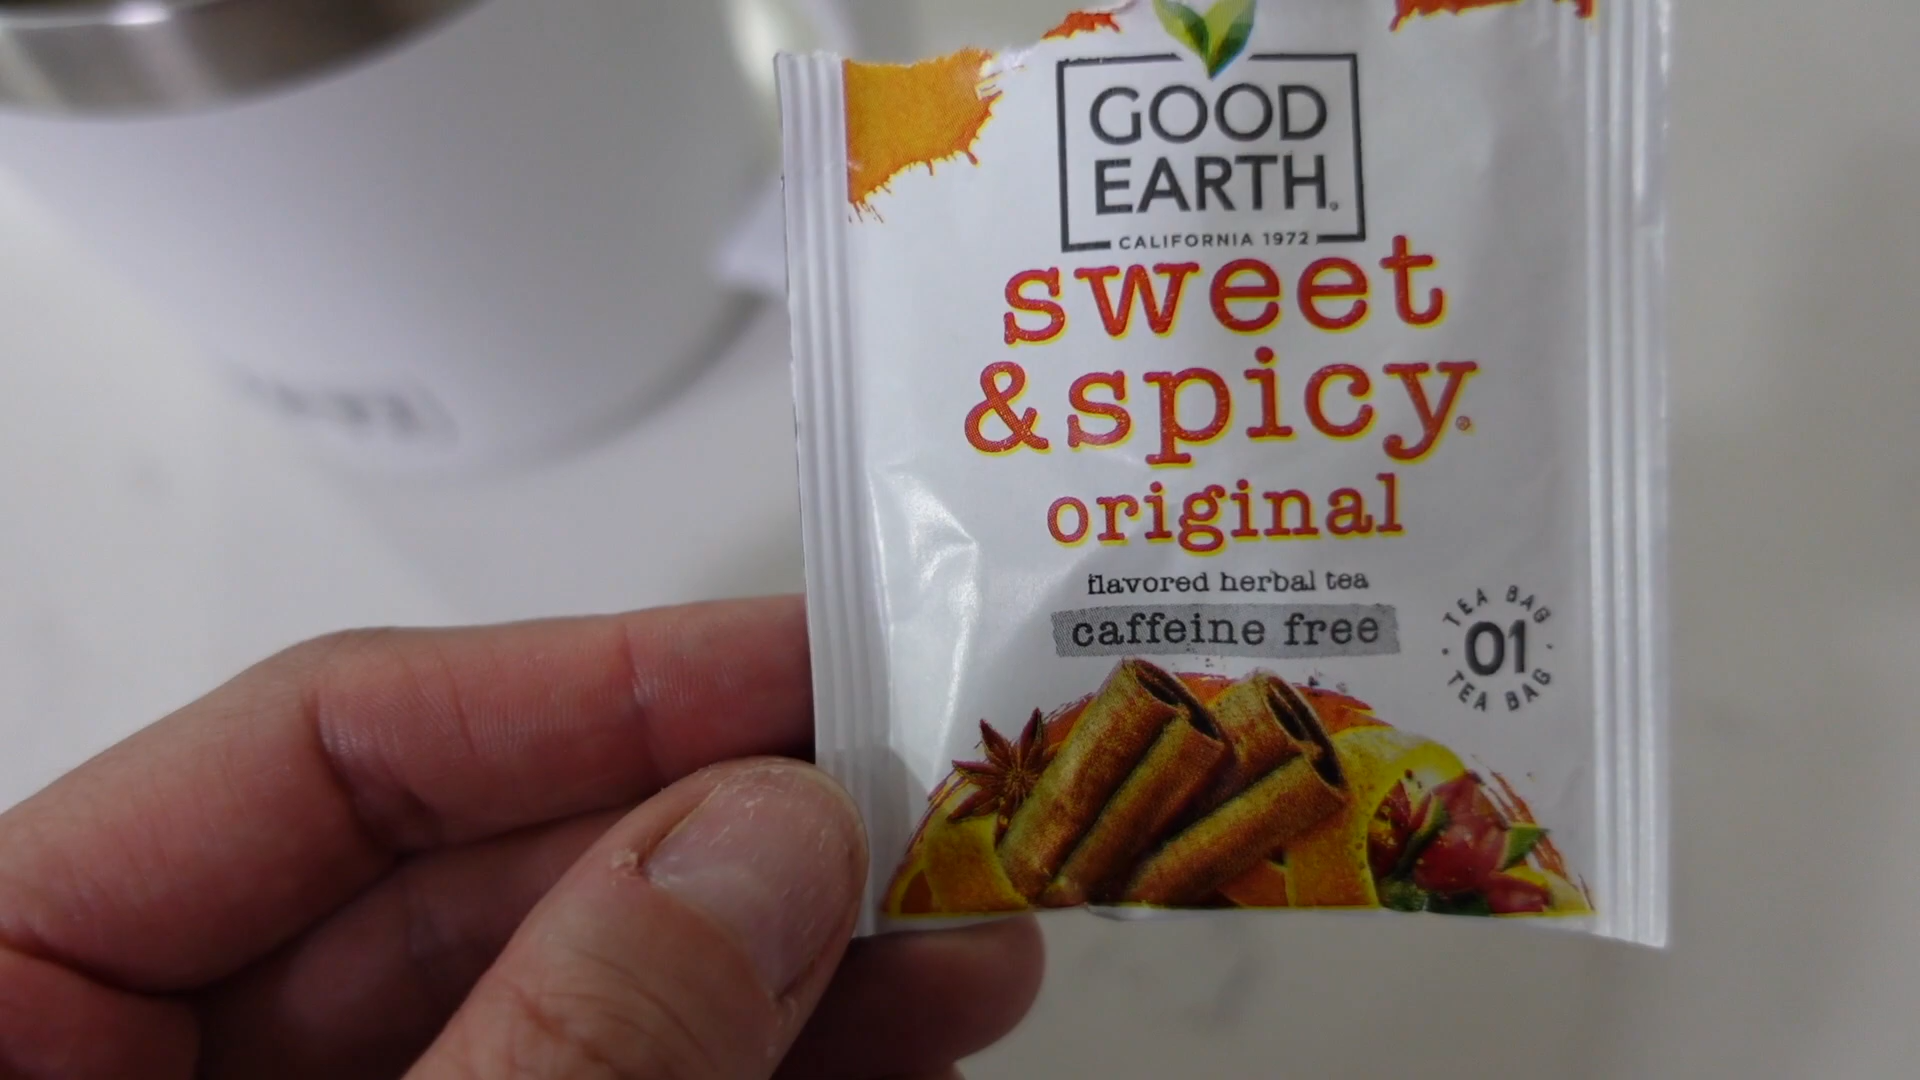 GOOD
EARTH®
CALIFORNIA 1972
sweet
&spicy®
original
flavored herbal tea
caffeine free
TEA BAG
01
TEA BAG